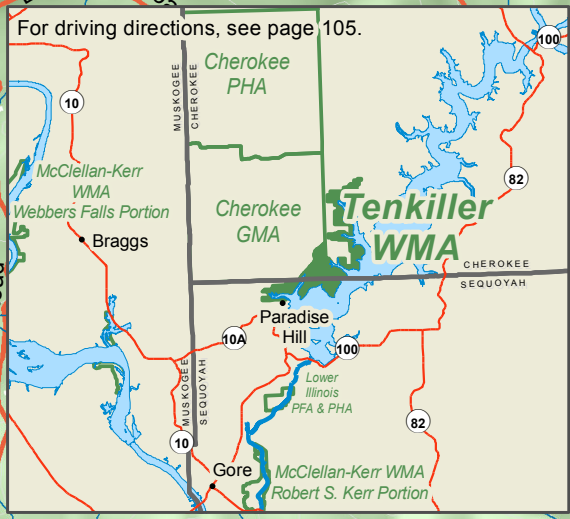 For driving directions, see page 105.
100
Cherokee
PHA
MUSKOGEE
CHEROKEE
10
McClellan-Kerr
WMA
Webbers Falls Portion
82
Cherokee
GMA
Tenkiller
WMA
Braggs
CHEROKEE
SEQUOYAH
Paradise
Hill
10A
100
MUSKOGEE
SEQUOYAH
Lower
Illinois
PFA & PHA
82
10
Gore
McClellan-Kerr WMA
Robert S. Kerr Portion